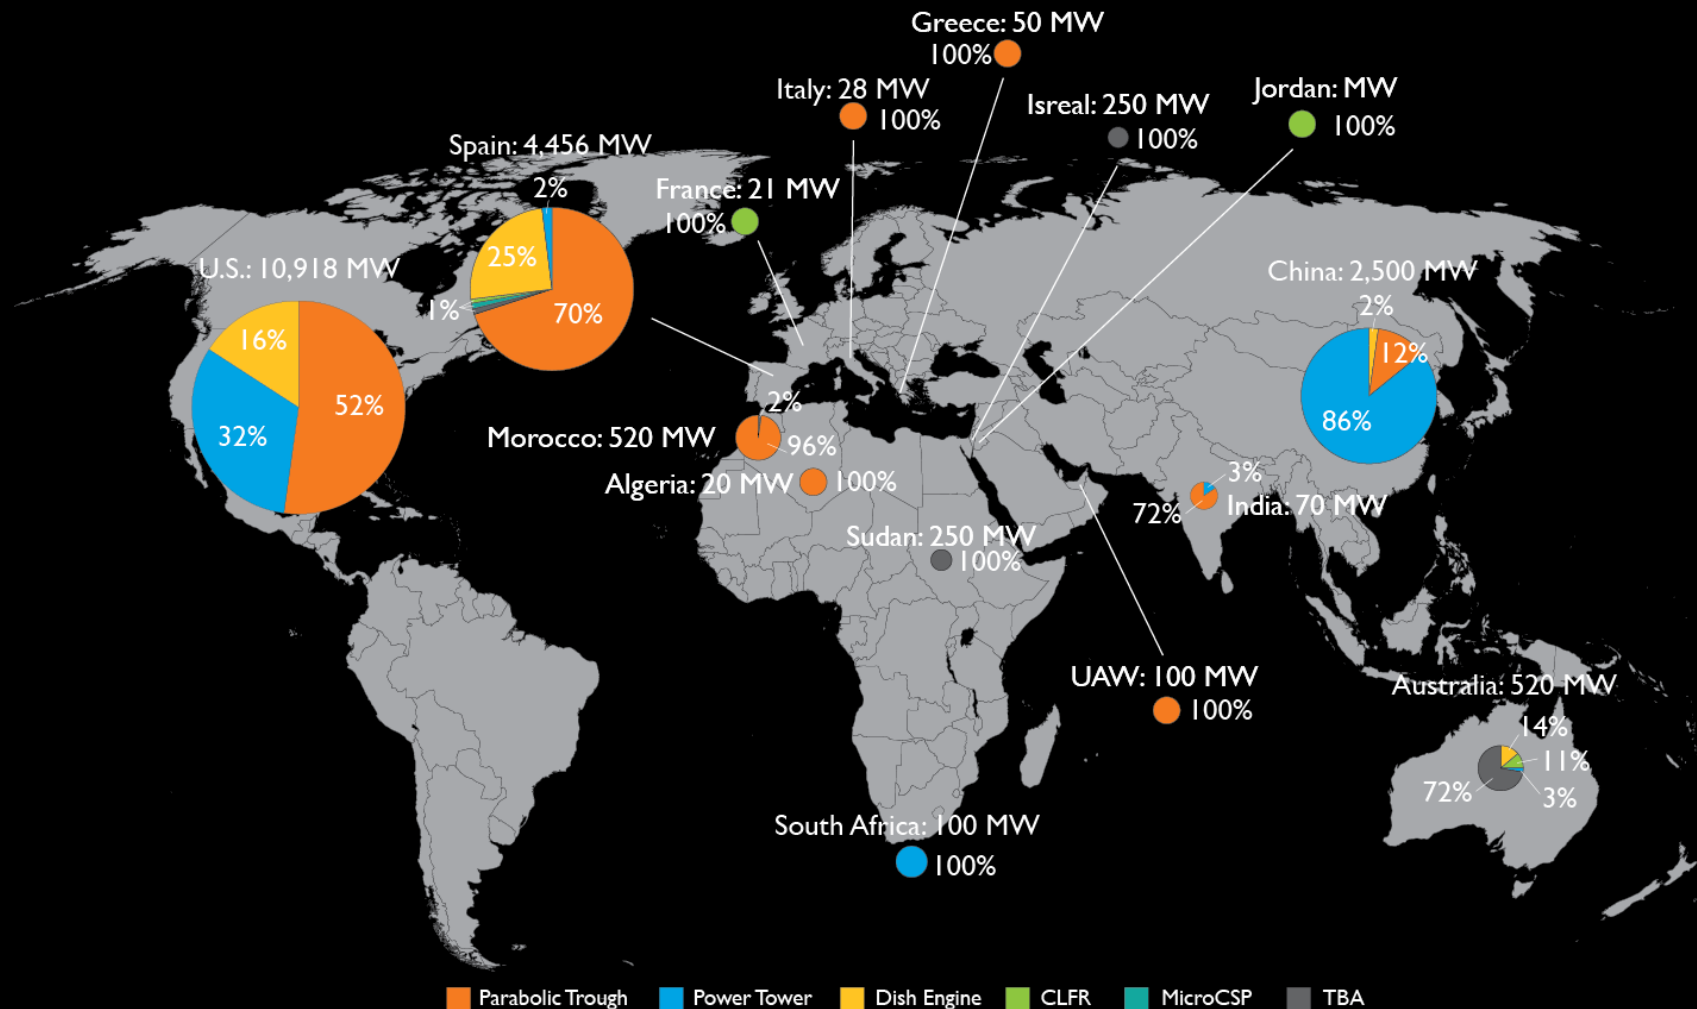 Greece: 50 MW
100%
Italy: 28 MW
100%
Isreal: 250 MW
100%
Jordan: MW
100%
Spain: 4,456 MW
2%
25%
1%
70%
France: 21 MW
100%
U.S.: 10,918 MW
16%
52%
32%
China: 2,500 MW
2%
12%
86%
2%
Morocco: 520 MW
96%
Algeria: 20 MW
100%
3%
72%
India: 70 MW
Sudan: 250 MW
100%
UAW: 100 MW
100%
Australia: 520 MW
14%
11%
72%
3%
South Africa: 100 MW
100%
Parabolic Trough
Power Tower
Dish Engine
CLFR
MicroCSP
TBA